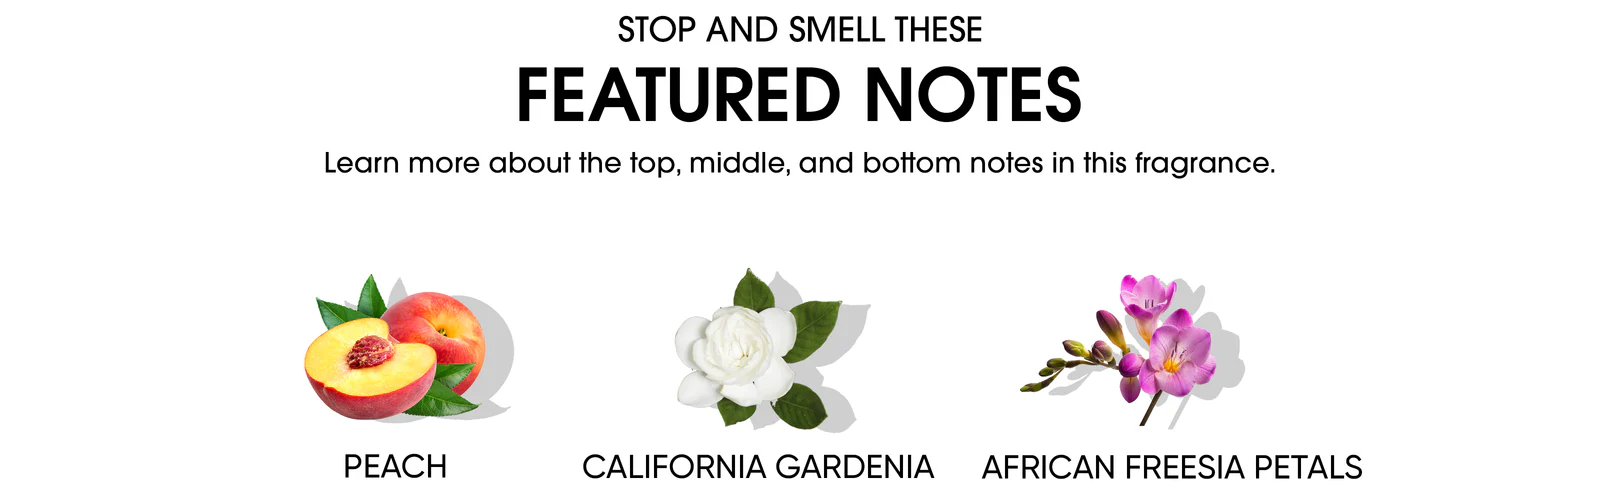 STOP AND SMELL THESE
FEATURED NOTES
Learn more about the top, middle, and bottom notes in this fragrance.
PEACH
CALIFORNIA GARDENIA
AFRICAN FREESIA PETALS